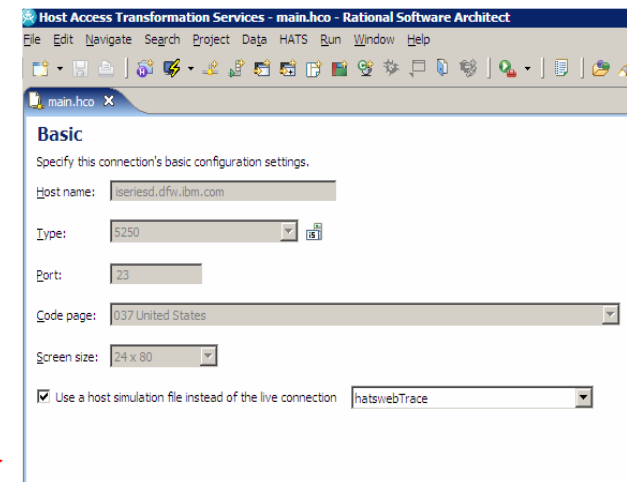 Host Access Transformation Services - main.hco - Rational Software Architect
File Edit Navigate Search Project Data HATS Run Window Help
main.hco
Basic
Specify this connection's basic configuration settings.
Host name: iseriesd.dfw.ibm.com
Type: 5250
Port: 23
Code page: 037 United States
Screen size: 24 x 80
Use a host simulation file instead of the live connection hatswebTrace